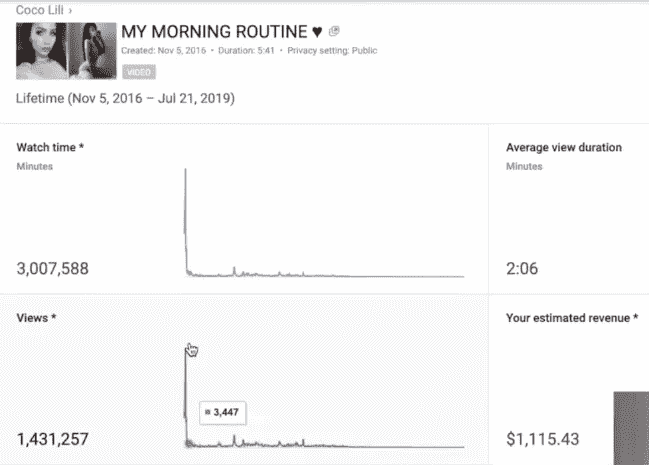 Coco Lili ›
MY MORNING ROUTINE ♥
Created: Nov 5, 2016 • Duration: 5:41 • Privacy setting: Public
VIDEO
Lifetime (Nov 5, 2016 – Jul 21, 2019)
Watch time *
Minutes
3,007,588
Average view duration
Minutes
2:06
Views *
3,447
1,431,257
Your estimated revenue *
$1,115.43